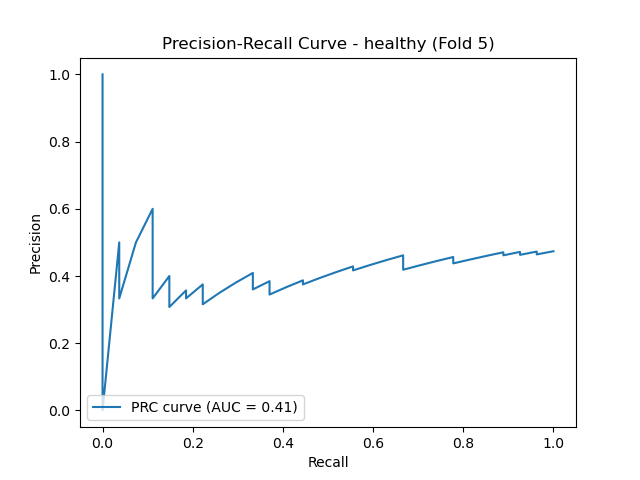 Precision-Recall Curve - healthy (Fold 5)
1.0
0.8
0.6
0.4
0.2
0.0
Precision
PRC curve (AUC = 0.41)
0.0 0.2 0.4 0.6 0.8 1.0
Recall